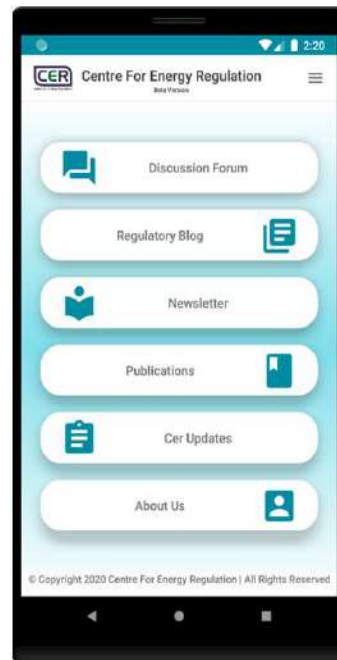 2:20
CER
Centre For Energy Regulation
Beta Version
Discussion Forum
Regulatory Blog
Newsletter
Publications
Cer Updates
About Us
© Copyright 2020 Centre For Energy Regulation | All Rights Reserved